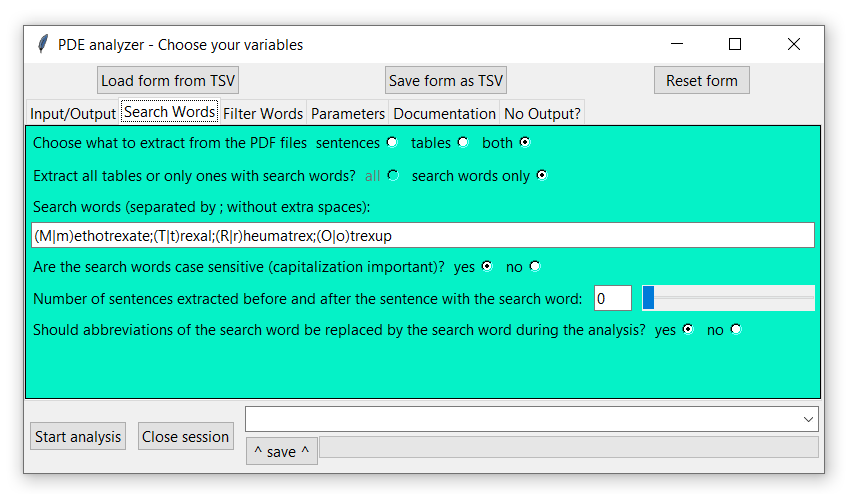 PDE analyzer - Choose your variables
Load form from TSV Save form as TSV Reset form
Input/Output Search Words Filter Words Parameters Documentation No Output?
Choose what to extract from the PDF files sentences tables both
Extract all tables or only ones with search words? all search words only
Search words (separated by ; without extra spaces):
(M|m)ethotrexate;(T|t)rexal;(R|r)heumatrex;(O|o)trexup
Are the search words case sensitive (capitalization important)? yes no
Number of sentences extracted before and after the sentence with the search word: 0
Should abbreviations of the search word be replaced by the search word during the analysis? yes no
Start analysis Close session
^ save ^